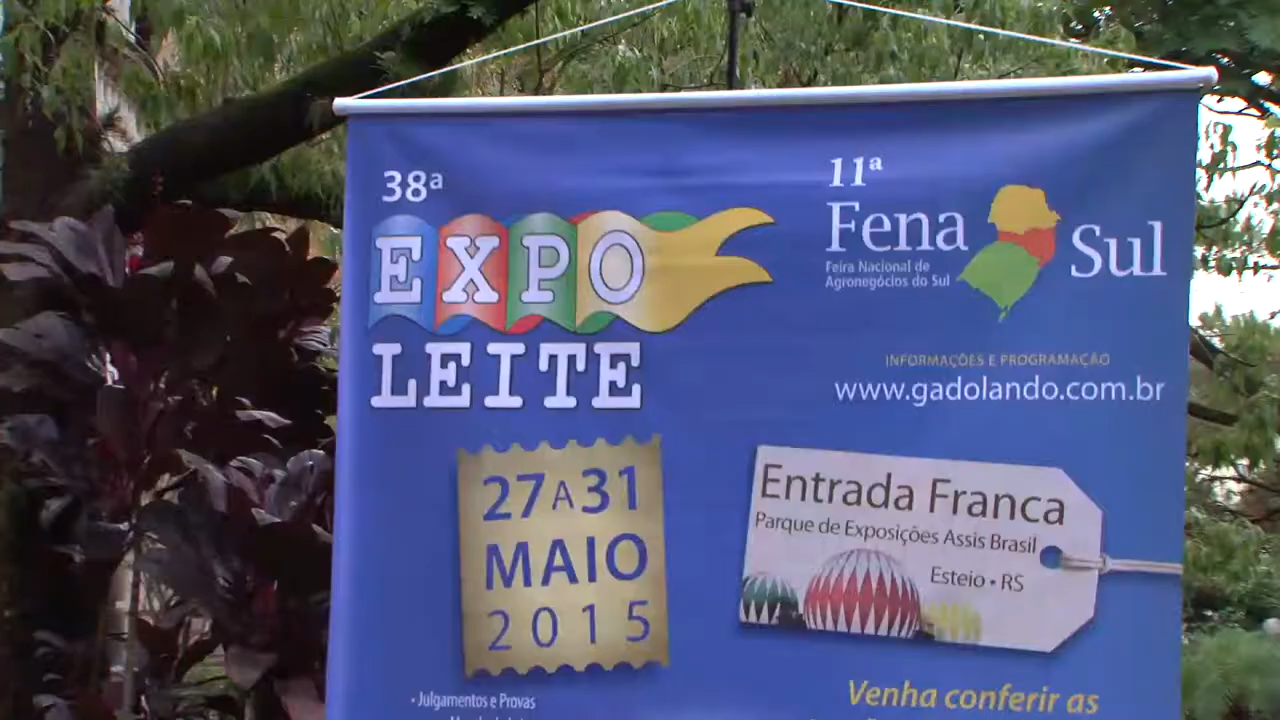 38ª
EXPO
LEITE
11ª
Fena Sul
Feira Nacional de
Agronegócios do Sul
INFORMAÇÕES E PROGRAMAÇÃO
www.gadolando.com.br
27 A 31
MAIO
2015
Entrada Franca
Parque de Exposições Assis Brasil
Esteio • RS
• Julgamentos e Provas
Venha conferir as